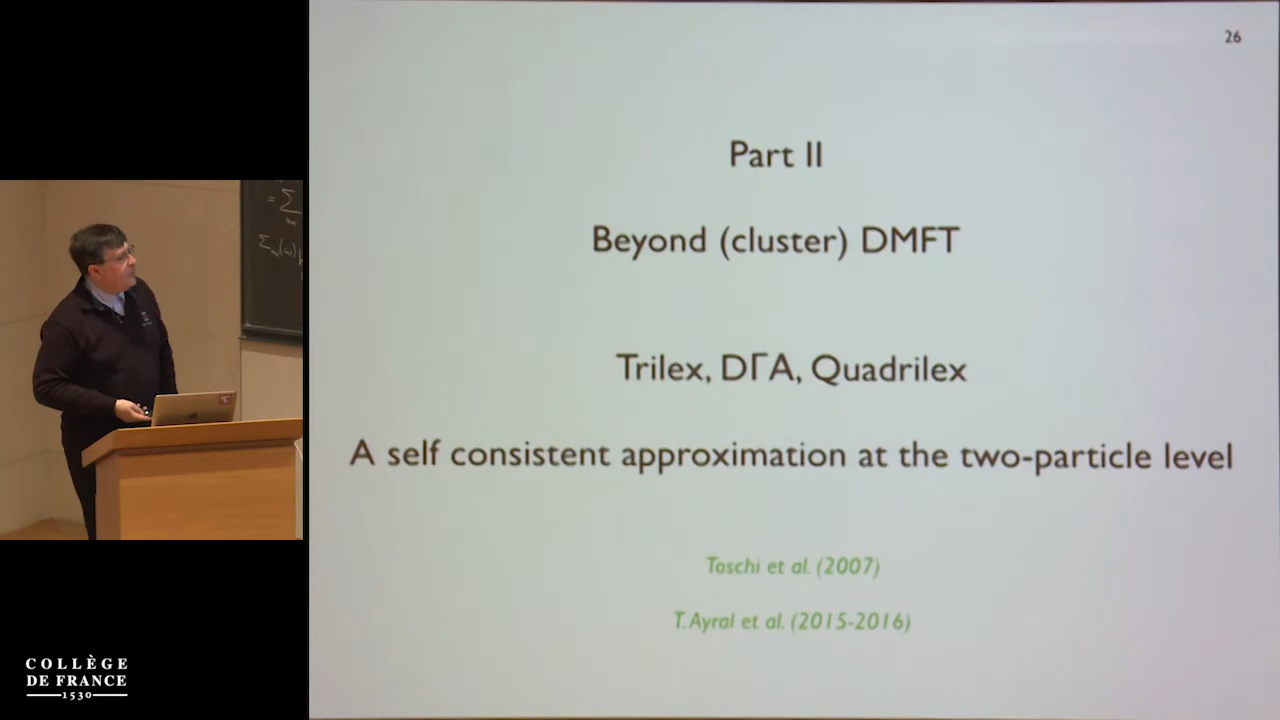 26
Part II
Beyond (cluster) DMFT
Trilex, DΓA, Quadrilex
A self consistent approximation at the two-particle level
Toschi et al. (2007)
T. Ayral et al. (2015-2016)
= Σ
COLLÈGE
DE FRANCE
1530